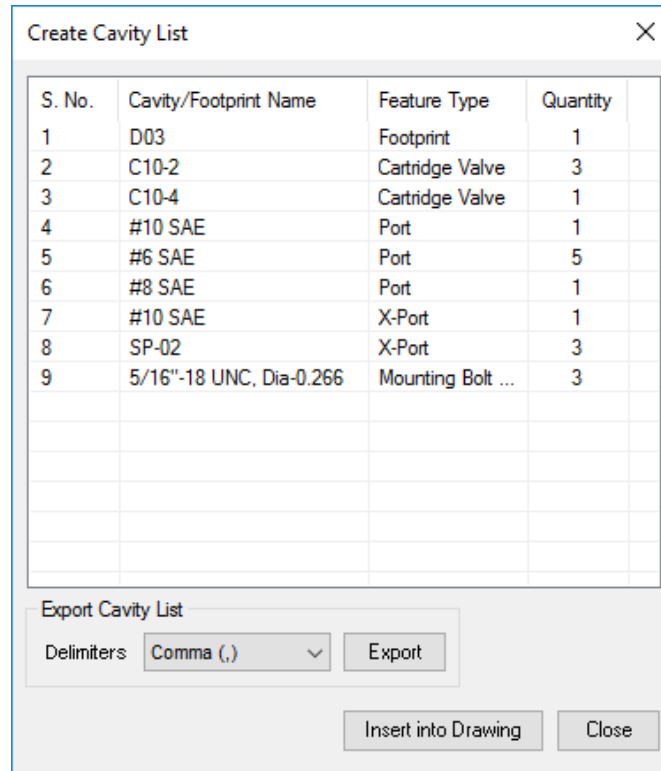 Create Cavity List
S. No. Cavity/Footprint Name Feature Type Quantity
1 D03 Footprint 1
2 C10-2 Cartridge Valve 3
3 C10-4 Cartridge Valve 1
4 #10 SAE Port 1
5 #6 SAE Port 5
6 #8 SAE Port 1
7 #10 SAE X-Port 1
8 SP-02 X-Port 3
9 5/16"-18 UNC, Dia-0.266 Mounting Bolt ... 3
Export Cavity List
Delimiters Comma (,) Export
Insert into Drawing Close